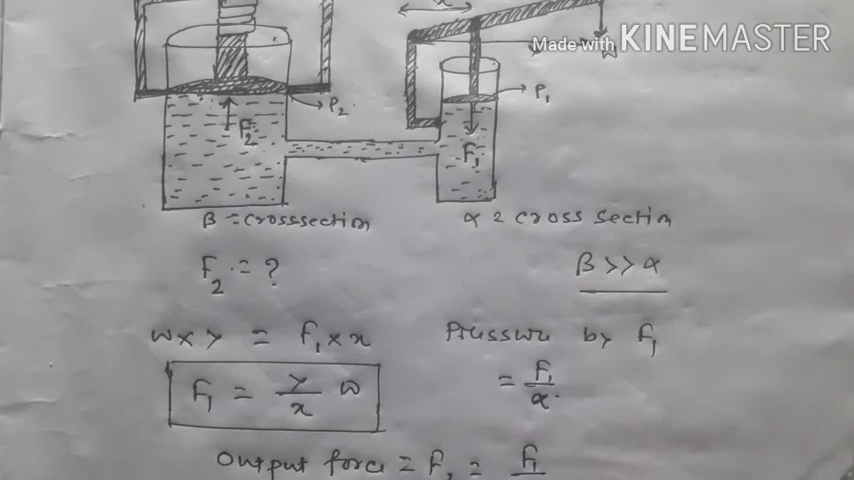 x
Made with KINEMASTER
W
P₂
P₁
F₂
F₁
β = crosssection
α = cross section
F₂ = ?
β >> α
W x y = F₁ x x
Pressure by F₁
F₁ = y/x W
= F₁/α
Output force = F₂ = F₁